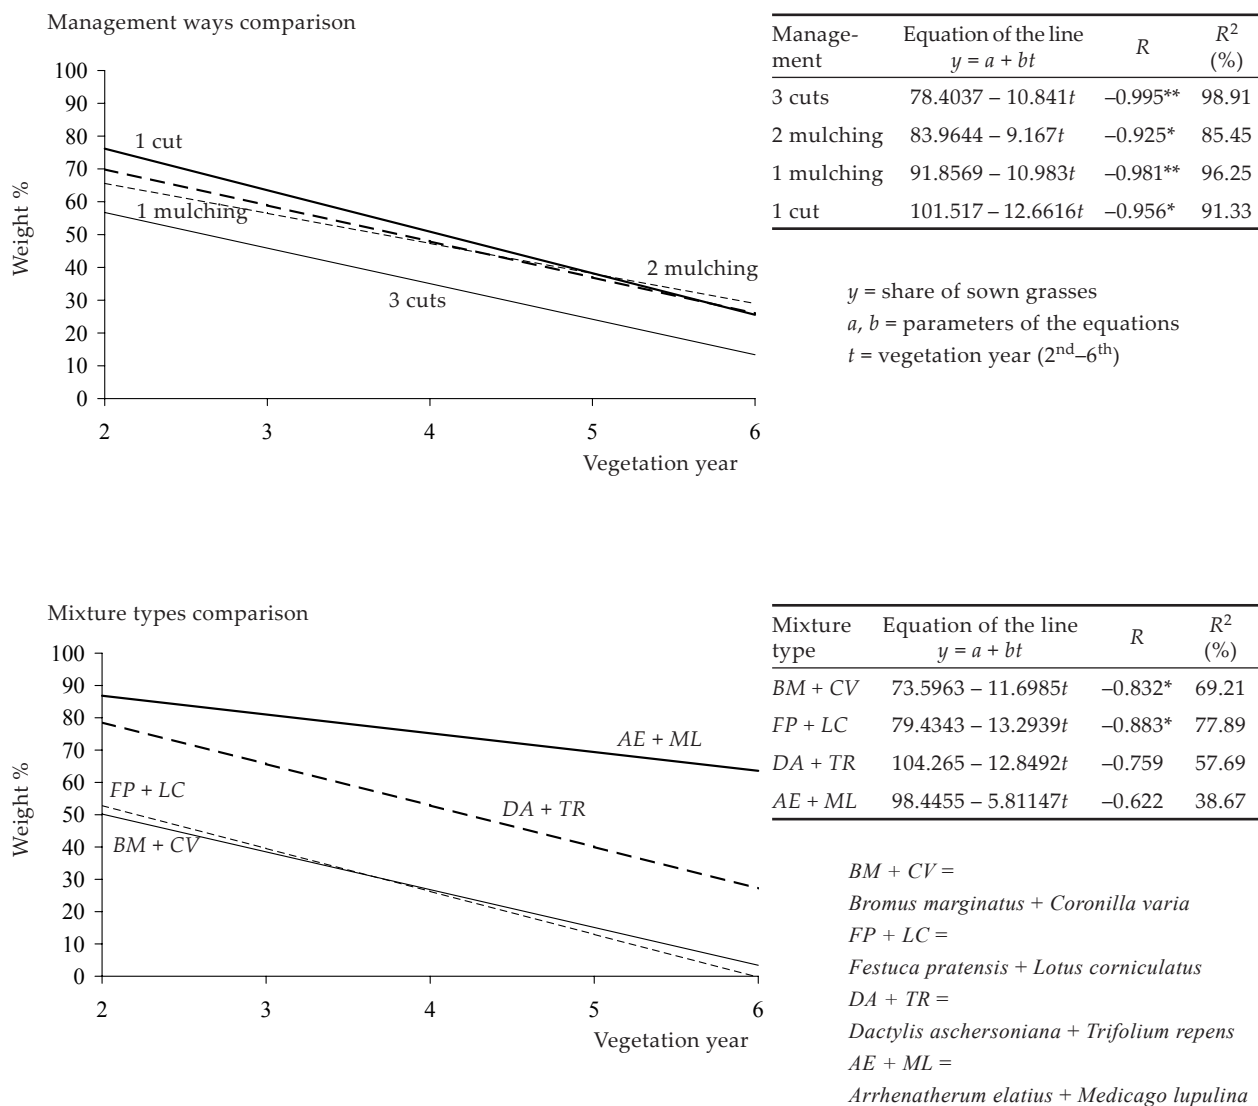 Management ways comparison
100
90
80
70
60
50
40
30
20
10
0
Weight %
1 cut
1 mulching
2 mulching
3 cuts
2 3 4 5 6
Vegetation year
Manage-
ment
Equation of the line
y = a + bt
R
R²
(%)
3 cuts 78.4037 – 10.841t –0.995** 98.91
2 mulching 83.9644 – 9.167t –0.925* 85.45
1 mulching 91.8569 – 10.983t –0.981** 96.25
1 cut 101.517 – 12.6616t –0.956* 91.33
y = share of sown grasses
a, b = parameters of the equations
t = vegetation year (2nd–6th)
Mixture types comparison
100
90
80
70
60
50
40
30
20
10
0
Weight %
AE + ML
FP + LC
DA + TR
BM + CV
2 3 4 5 6
Vegetation year
Mixture
type
Equation of the line
y = a + bt
R
R²
(%)
BM + CV 73.5963 – 11.6985t –0.832* 69.21
FP + LC 79.4343 – 13.2939t –0.883* 77.89
DA + TR 104.265 – 12.8492t –0.759 57.69
AE + ML 98.4455 – 5.81147t –0.622 38.67
BM + CV =
Bromus marginatus + Coronilla varia
FP + LC =
Festuca pratensis + Lotus corniculatus
DA + TR =
Dactylis aschersoniana + Trifolium repens
AE + ML =
Arrhenatherum elatius + Medicago lupulina